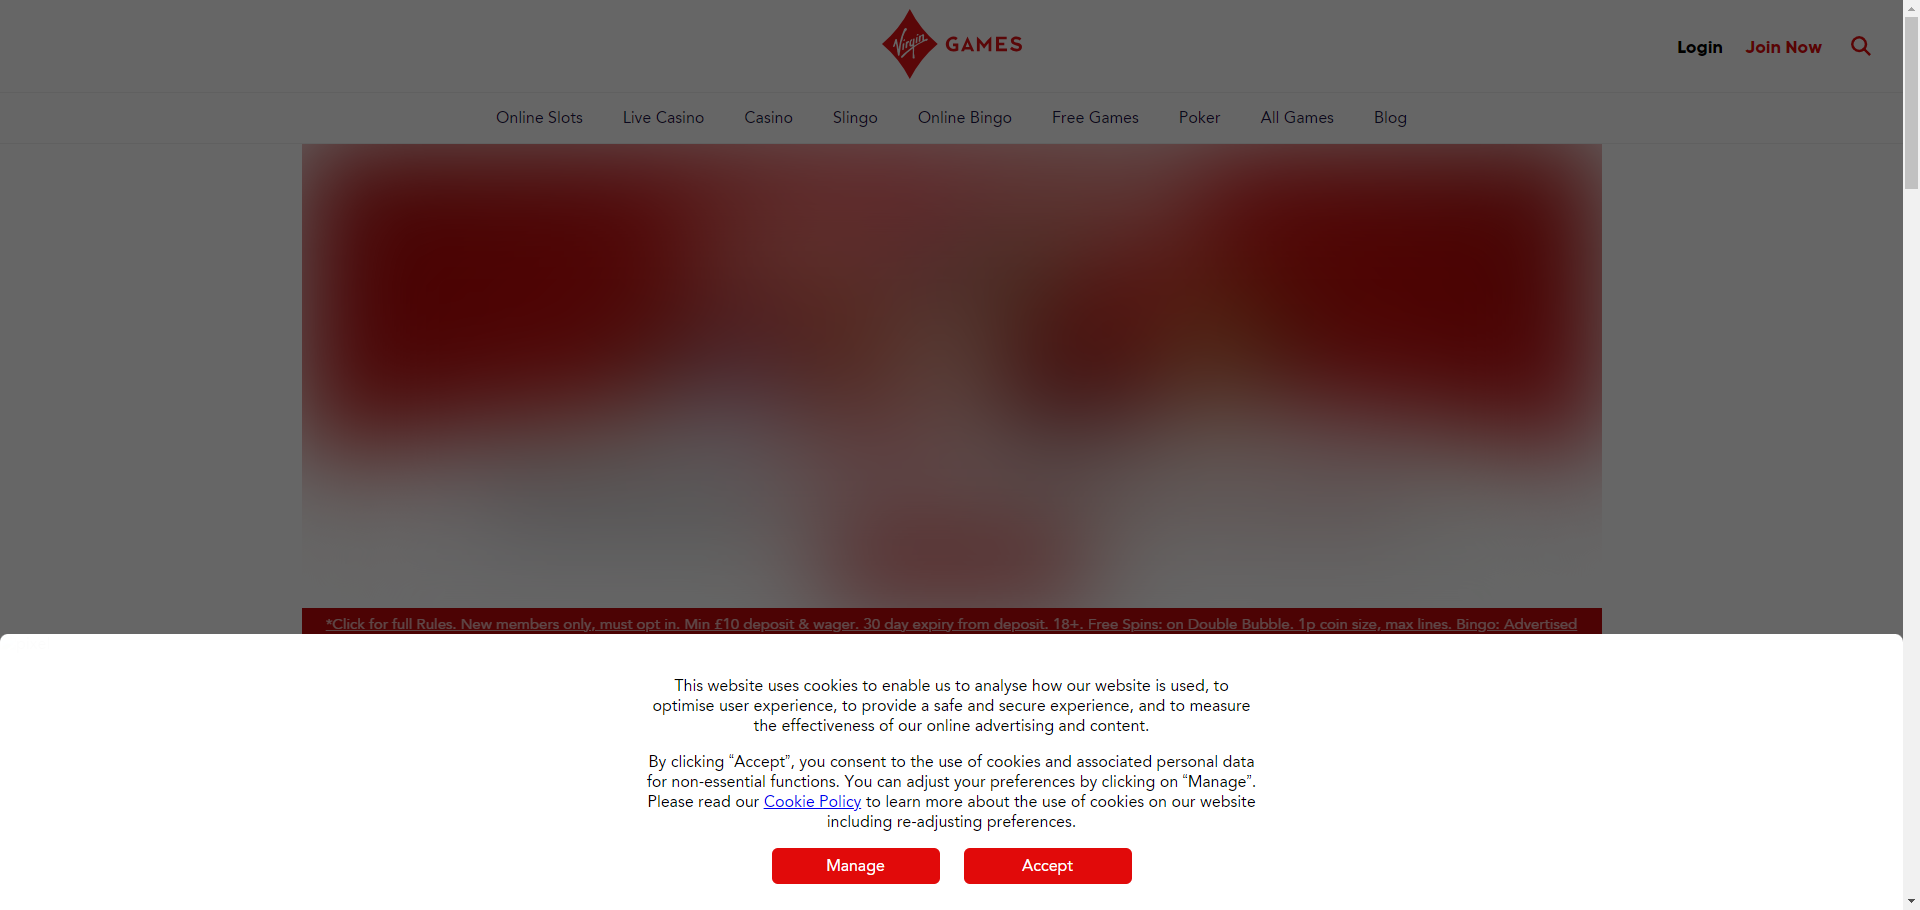 Virgin GAMES
Login
Join Now
Online Slots
Live Casino
Casino
Slingo
Online Bingo
Free Games
Poker
All Games
Blog
*Click for full Rules. New members only, must opt in. Min £10 deposit & wager. 30 day expiry from deposit. 18+. Free Spins: on Double Bubble. 1p coin size, max lines. Bingo: Advertised
This website uses cookies to enable us to analyse how our website is used, to
optimise user experience, to provide a safe and secure experience, and to measure
the effectiveness of our online advertising and content.
By clicking “Accept”, you consent to the use of cookies and associated personal data
for non-essential functions. You can adjust your preferences by clicking on “Manage”.
Please read our Cookie Policy to learn more about the use of cookies on our website
including re-adjusting preferences.
Manage
Accept